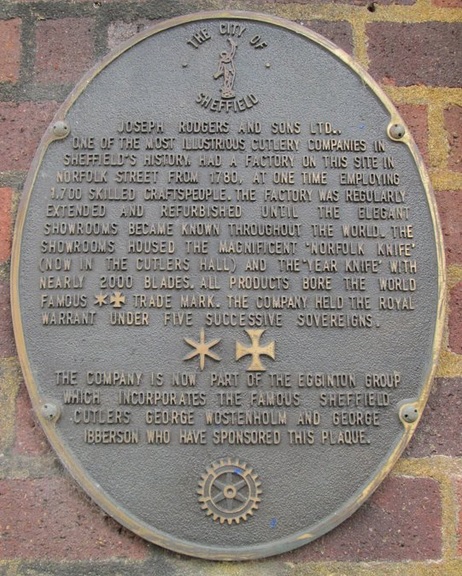 THE CITY OF
SHEFFIELD
JOSEPH RODGERS AND SONS LTD..
ONE OF THE MOST ILLUSTRIOUS CUTLERY COMPANIES IN
SHEFFIELD'S HISTORY. HAD A FACTORY ON THIS SITE IN
NORFOLK STREET FROM 1780, AT ONE TIME EMPLOYING
1,700 SKILLED CRAFTSPEOPLE. THE FACTORY WAS REGULARLY
EXTENDED AND REFURBISHED UNTIL THE ELEGANT
SHOWROOMS BECAME KNOWN THROUGHOUT THE WORLD. THE
SHOWROOMS HOUSED THE MAGNIFICENT 'NORFOLK KNIFE'
(NOW IN THE CUTLERS HALL) AND THE 'YEAR KNIFE' WITH
NEARLY 2000 BLADES. ALL PRODUCTS BORE THE WORLD
FAMOUS ✶✠ TRADE MARK. THE COMPANY HELD THE ROYAL
WARRANT UNDER FIVE SUCCESSIVE SOVEREIGNS.
THE COMPANY IS NOW PART OF THE EGGINTON GROUP
WHICH INCORPORATES THE FAMOUS SHEFFIELD
CUTLERS GEORGE WOSTENHOLM AND GEORGE
IBBERSON WHO HAVE SPONSORED THIS PLAQUE.